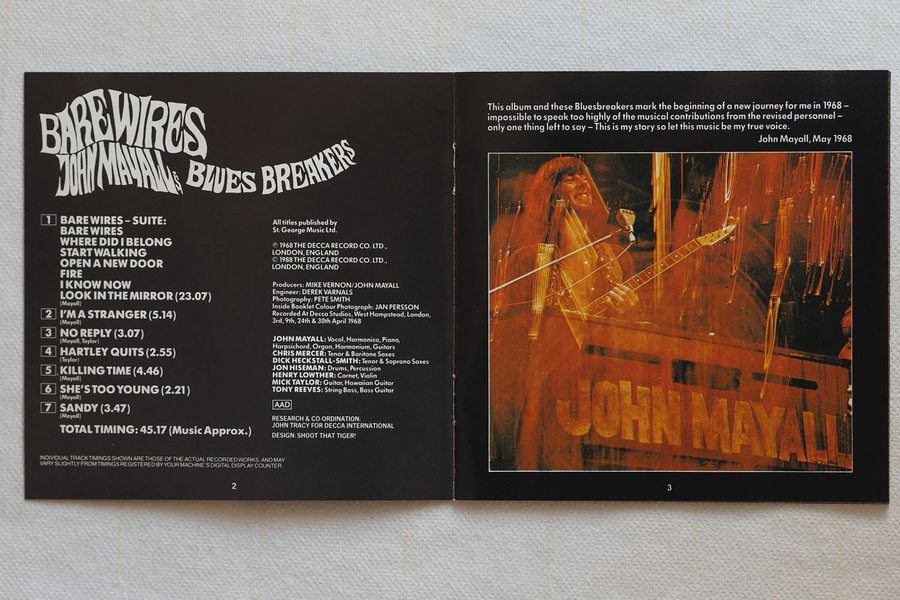 BARE WIRES
JOHN MAYALL'S BLUES BREAKERS
1 BARE WIRES – SUITE:
BARE WIRES
WHERE DID I BELONG
START WALKING
OPEN A NEW DOOR
FIRE
I KNOW NOW
LOOK IN THE MIRROR (23.07)
(Mayall)
2 I'M A STRANGER (5.14)
(Mayall)
3 NO REPLY (3.07)
(Mayall, Taylor)
4 HARTLEY QUITS (2.55)
(Taylor)
5 KILLING TIME (4.46)
(Mayall)
6 SHE'S TOO YOUNG (2.21)
(Mayall)
7 SANDY (3.47)
(Mayall)
TOTAL TIMING: 45.17 (Music Approx.)
INDIVIDUAL TRACK TIMINGS SHOWN ARE THOSE OF THE ACTUAL RECORDED WORKS, AND MAY
VARY SLIGHTLY FROM TIMINGS REGISTERED BY YOUR MACHINE'S DIGITAL DISPLAY COUNTER.
All titles published by
St. George Music Ltd.
℗ 1968 THE DECCA RECORD CO. LTD.,
LONDON, ENGLAND
© 1988 THE DECCA RECORD CO. LTD.,
LONDON, ENGLAND
Producers: MIKE VERNON/JOHN MAYALL
Engineer: DEREK VARNALS
Photography: PETE SMITH
Inside Booklet Colour Photograph: JAN PERSSON
Recorded At Decca Studios, West Hampstead, London,
3rd, 9th, 24th & 30th April 1968
JOHN MAYALL: Vocal, Harmonica, Piano,
Harpsichord, Organ, Harmonium, Guitars
CHRIS MERCER: Tenor & Baritone Saxes
DICK HECKSTALL-SMITH: Tenor & Soprano Saxes
JON HISEMAN: Drums, Percussion
HENRY LOWTHER: Cornet, Violin
MICK TAYLOR: Guitar, Hawaiian Guitar
TONY REEVES: String Bass, Bass Guitar
AAD
RESEARCH & CO-ORDINATION:
JOHN TRACY FOR DECCA INTERNATIONAL
DESIGN: SHOOT THAT TIGER!
2
This album and these Bluesbreakers mark the beginning of a new journey for me in 1968 –
impossible to speak too highly of the musical contributions from the revised personnel –
only one thing left to say – This is my story so let this music be my true voice.
John Mayall, May 1968
JOHN MAYALL
3